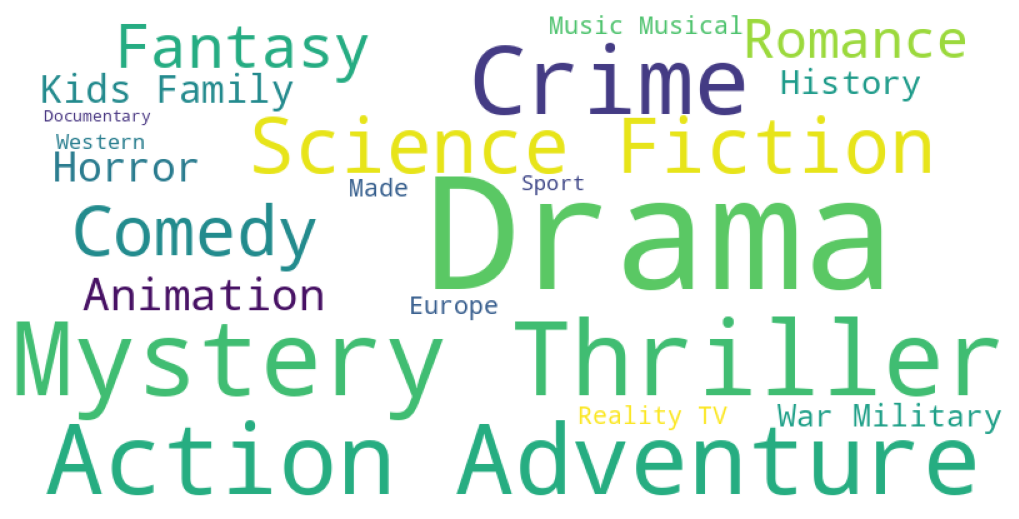 Music Musical
Fantasy
Romance
Crime
Kids Family
History
Documentary
Western
Science Fiction
Horror
Made
Sport
Drama
Comedy
Animation
Europe
Mystery Thriller
Reality TV
War Military
Action Adventure